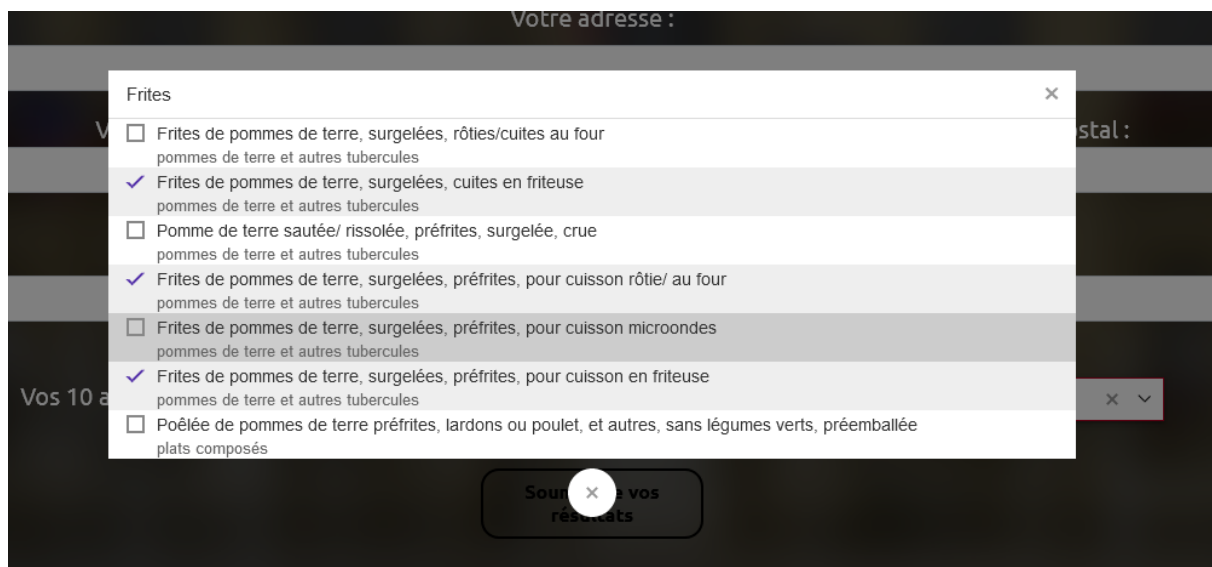 Votre adresse :
Frites
V
ostal :
Frites de pommes de terre, surgelées, rôties/cuites au four
pommes de terre et autres tubercules
Frites de pommes de terre, surgelées, cuites en friteuse
pommes de terre et autres tubercules
Pomme de terre sautée/ rissolée, préfrites, surgelée, crue
pommes de terre et autres tubercules
Frites de pommes de terre, surgelées, préfrites, pour cuisson rôtie/ au four
pommes de terre et autres tubercules
Frites de pommes de terre, surgelées, préfrites, pour cuisson microondes
pommes de terre et autres tubercules
Frites de pommes de terre, surgelées, préfrites, pour cuisson en friteuse
Vos 10 a
pommes de terre et autres tubercules
Poêlée de pommes de terre préfrites, lardons ou poulet, et autres, sans légumes verts, préemballée
plats composés
vos